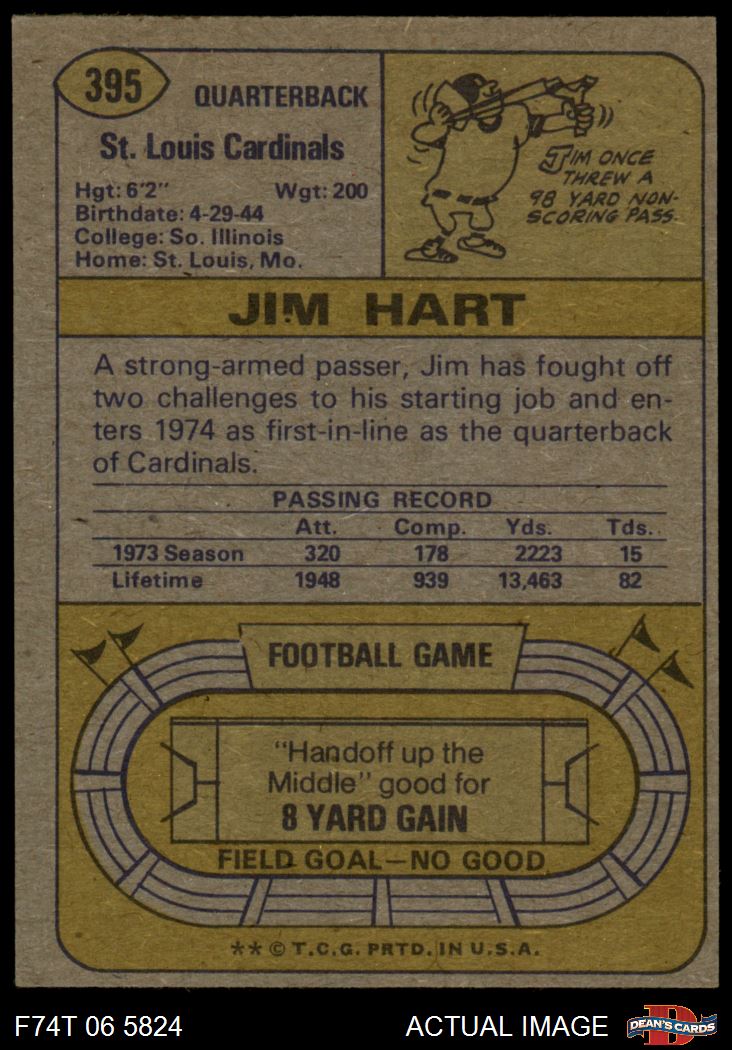 395
QUARTERBACK
St. Louis Cardinals
Hgt: 6'2" Wgt: 200
Birthdate: 4-29-44
College: So. Illinois
Home: St. Louis, Mo.
JIM ONCE
THREW A
98 YARD NON-
SCORING PASS.
JIM HART
A strong-armed passer, Jim has fought off
two challenges to his starting job and en-
ters 1974 as first-in-line as the quarterback
of Cardinals.
PASSING RECORD
Att. Comp. Yds. Tds.
1973 Season 320 178 2223 15
Lifetime 1948 939 13,463 82
FOOTBALL GAME
"Handoff up the
Middle" good for
8 YARD GAIN
FIELD GOAL—NO GOOD
** © T.C.G. PRTD. IN U.S.A.
F74T 06 5824 ACTUAL IMAGE D DEAN'S CARDS